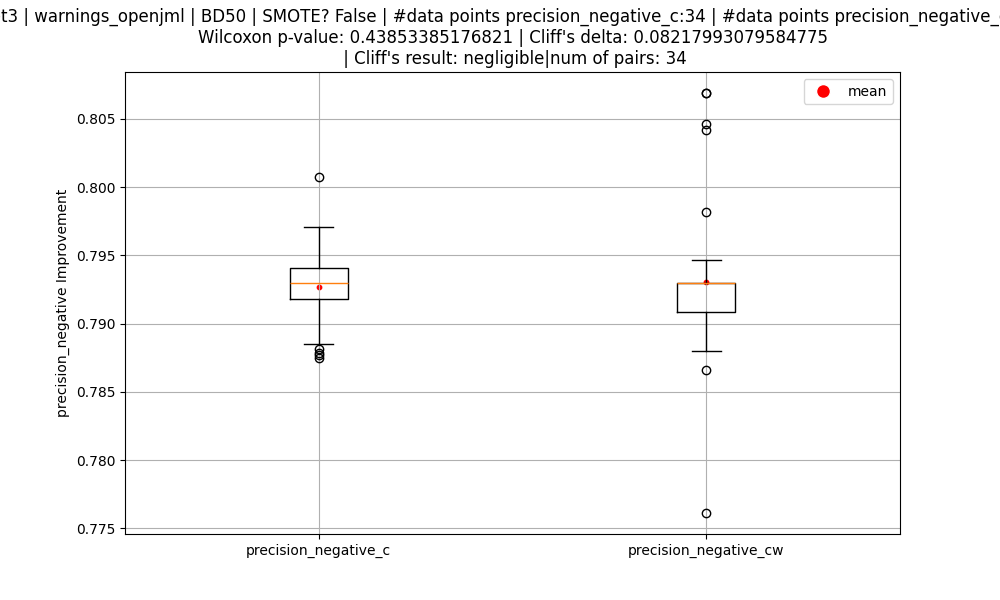 t3 | warnings_openjml | BD50 | SMOTE? False | #data points precision_negative_c:34 | #data points precision_negative_
Wilcoxon p-value: 0.43853385176821 | Cliff's delta: 0.08217993079584775
| Cliff's result: negligible|num of pairs: 34
mean
0.805
0.800
0.795
0.790
0.785
0.780
0.775
precision_negative Improvement
precision_negative_c
precision_negative_cw